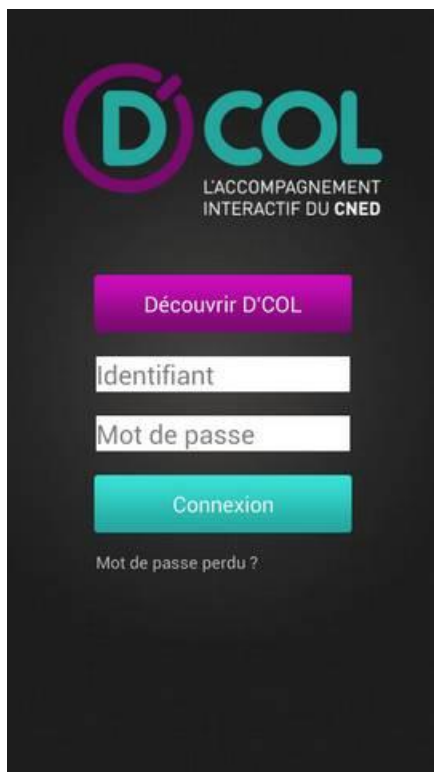 D'COL
L'ACCOMPAGNEMENT
INTERACTIF DU CNED
Découvrir D'COL
Identifiant
Mot de passe
Connexion
Mot de passe perdu ?